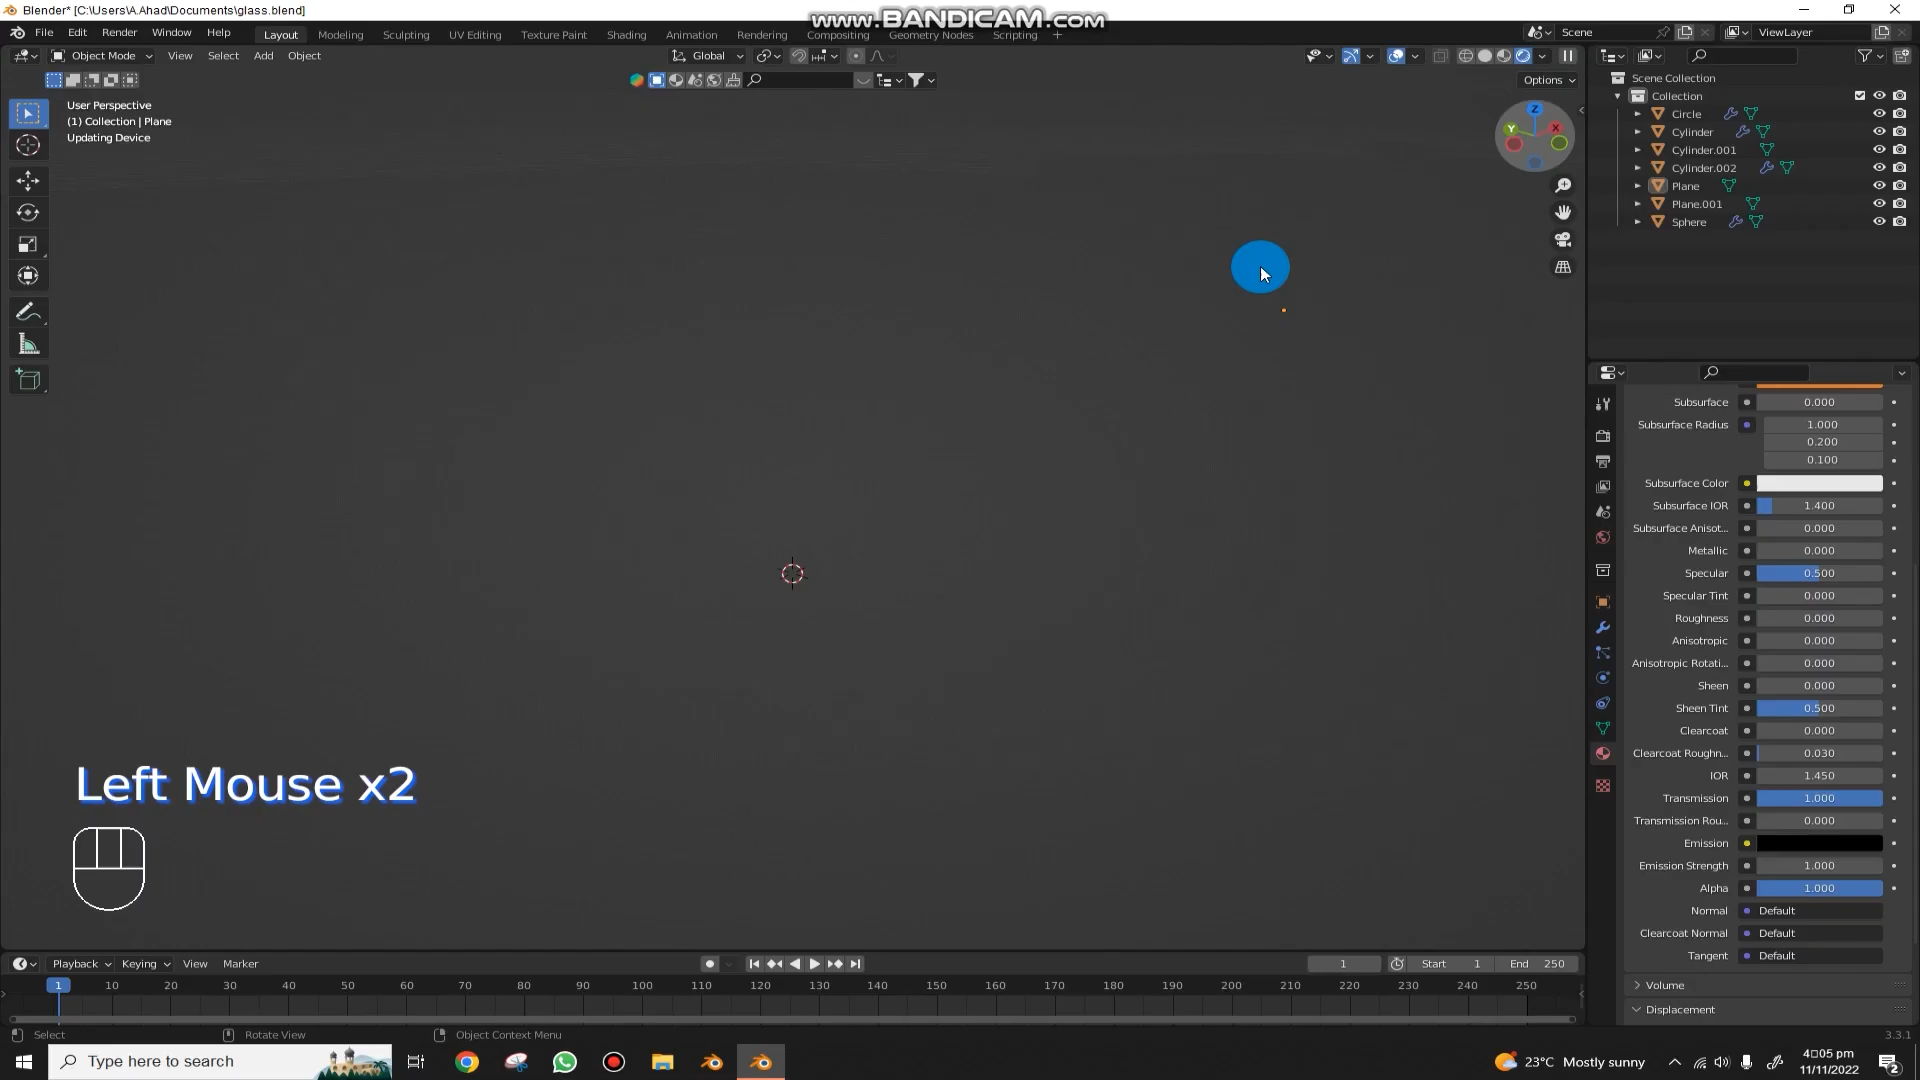 Blender* [C:\Users\A.Ahad\Documents\glass.blend]
www.BANDICAM.com
File Edit Render Window Help
Layout Modeling Sculpting UV Editing Texture Paint Shading Animation Rendering Compositing Geometry Nodes Scripting +
Scene
ViewLayer
Object Mode View Select Add Object
Global
Options
User Perspective
(1) Collection | Plane
Updating Device
Z
Y
X
Scene Collection
Collection
Circle
Cylinder
Cylinder.001
Cylinder.002
Plane
Plane.001
Sphere
Subsurface 0.000
Subsurface Radius 1.000
0.200
0.100
Subsurface Color
Subsurface IOR 1.400
Subsurface Anisot... 0.000
Metallic 0.000
Specular 0.500
Specular Tint 0.000
Roughness 0.000
Anisotropic 0.000
Anisotropic Rotati... 0.000
Sheen 0.000
Sheen Tint 0.500
Clearcoat 0.000
Clearcoat Roughn... 0.030
IOR 1.450
Transmission 1.000
Transmission Rou... 0.000
Emission
Emission Strength 1.000
Alpha 1.000
Normal Default
Clearcoat Normal Default
Tangent Default
Volume
Displacement
Left Mouse x2
Playback Keying View Marker
1 Start 1 End 250
1 10 20 30 40 50 60 70 80 90 100 110 120 130 140 150 160 170 180 190 200 210 220 230 240 250
Select Rotate View Object Context Menu
3.3.1
Type here to search
23°C Mostly sunny
4□05 pm
11/11/2022
2